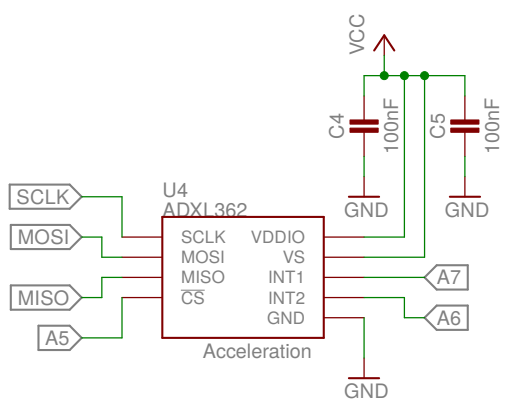 VCC
C4
100nF
C5
100nF
GND
GND
U4
ADXL362
SCLK
MOSI
MISO
A5
SCLK
MOSI
MISO
CS
VDDIO
VS
INT1
INT2
GND
A7
A6
Acceleration
GND